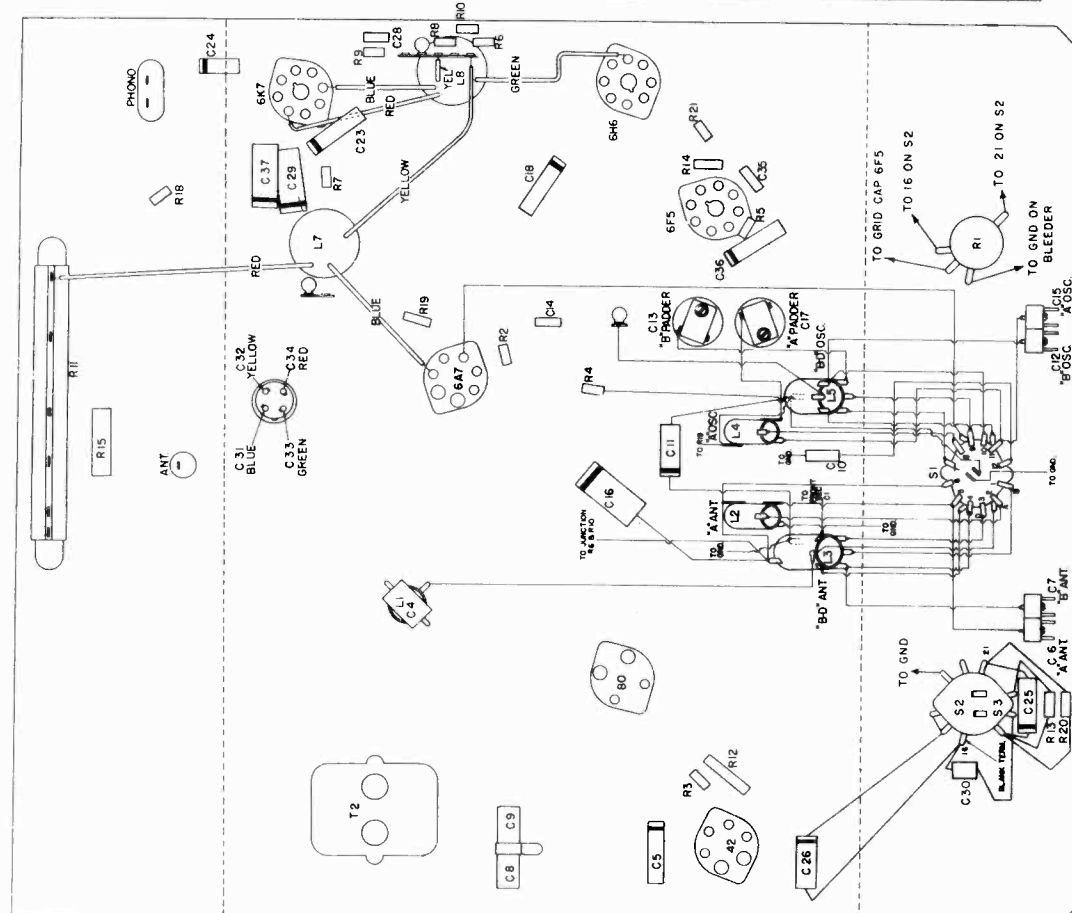 PHONO
C24
R18
R11
R15
ANT
C28
R9
R8
R10
R6
6K7
BLUE
RED
YEL
L8
GREEN
6H6
C23
C37
C29
R7
YELLOW
L7
RED
BLUE
C18
R21
R14
C35
6F5
R5
C36
TO GRID CAP 6F5
TO 16 ON S2
TO 21 ON S2
R1
TO GND ON
BLEEDER
C32
YELLOW
C34
RED
C31
BLUE
C33
GREEN
R19
6A7
R2
C14
C13
"B" PADDER
"A" PADDER
C17
R4
"B-D" OSC.
L5
"A" OSC
L4
TO R19
C11
C10
TO GND.
S1
TO GND.
C15
"A" OSC.
C12
"B" OSC
C16
"A" ANT
L2
TO JUNCTION
R6 & R10
TO GND.
TO GND.
L3
"B-D" ANT
L1
C4
C7
"B" ANT
C6
"A" ANT
80
TO GND
21
S2
S3
C25
R13
R20
16
BLANK TERM.
C30
T2
C9
C8
R3
R12
C5
42
C26